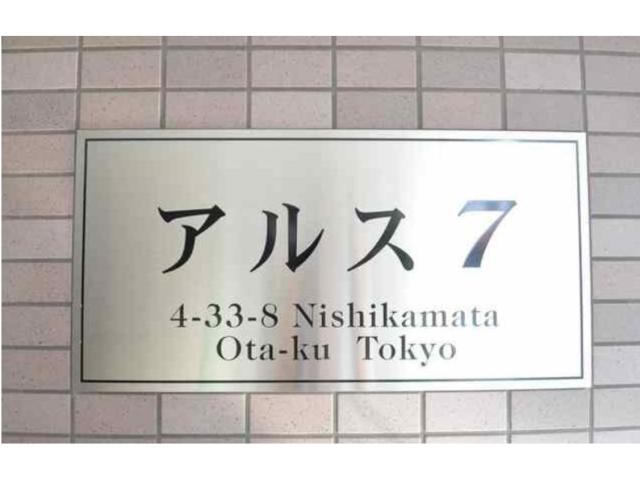 アルス 7
4-33-8 Nishikamata
Ota-ku Tokyo